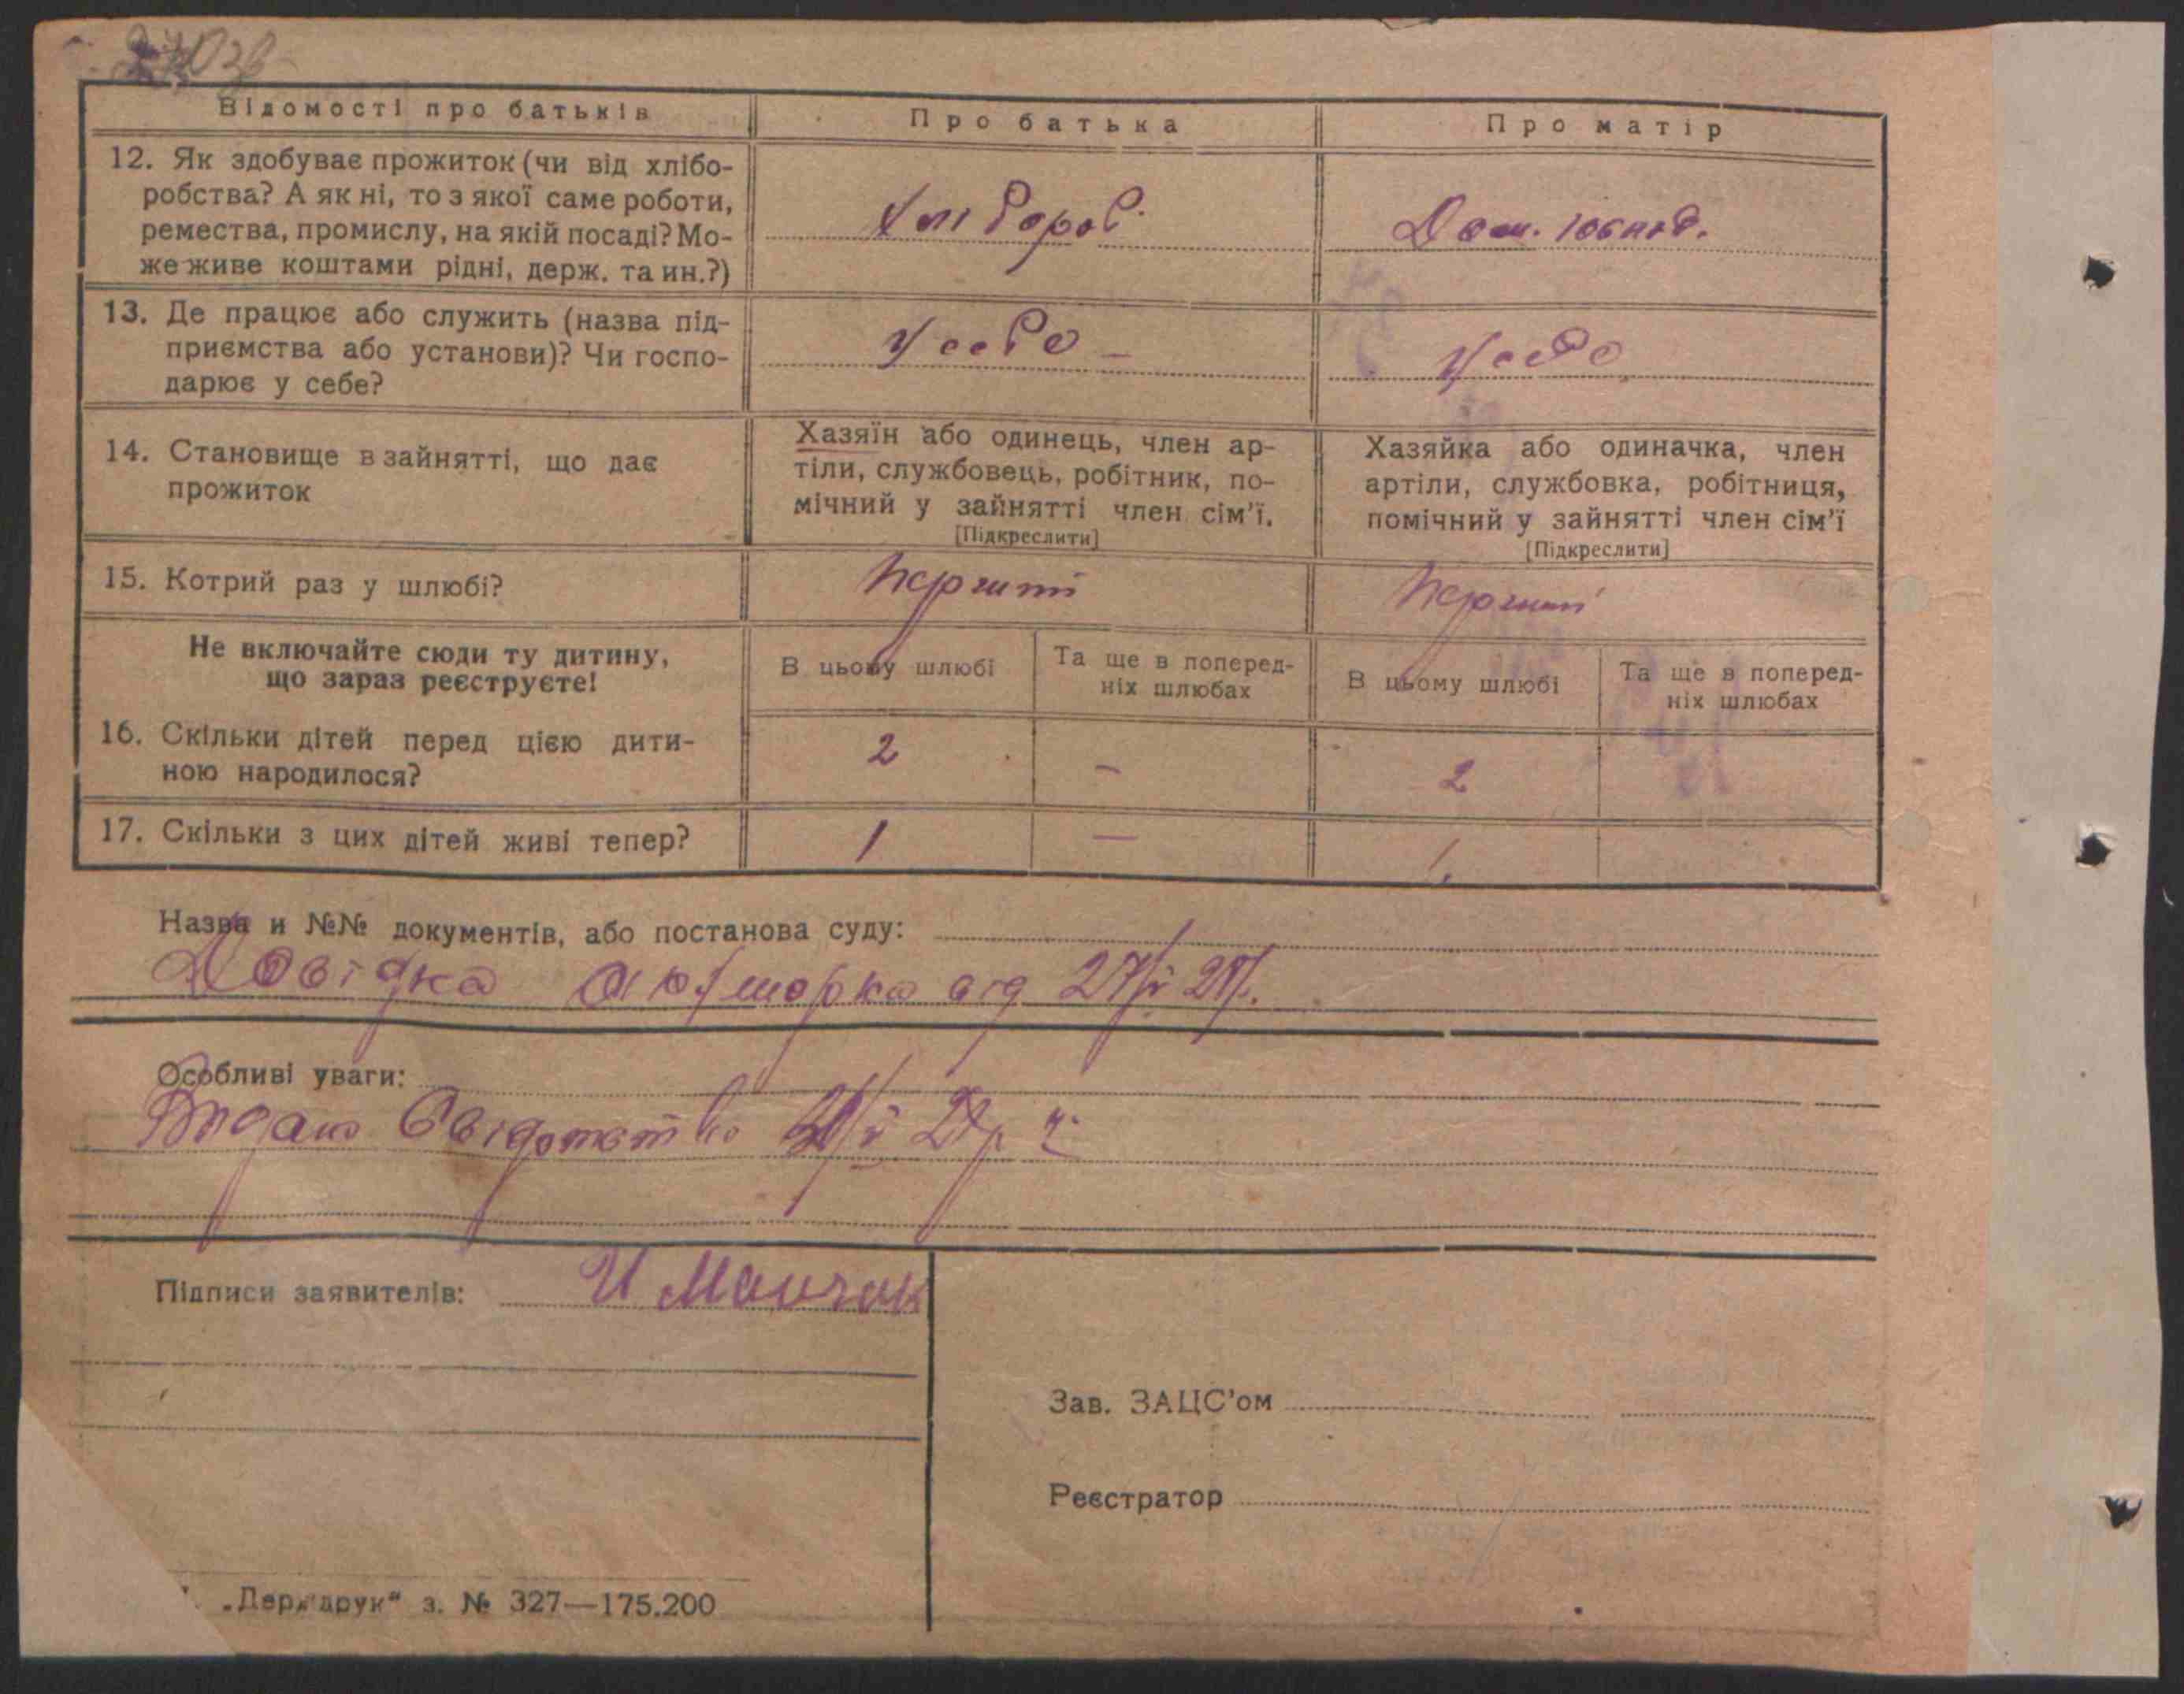 Відомості про батьків
Про батька
Про матір
12. Як здобуває прожиток (чи від хлібо-
робства? А як ні, то з якої саме роботи,
ремества, промислу, на якій посаді? Мо-
же живе коштами рідні, держ. та ин.?)
Хлібороб
Дом. господ.
13. Де працює або служить (назва під-
приємства або установи)? Чи госпо-
дарює у себе?
У себе
У себе
14. Становище в зайнятті, що дає
прожиток
Хазяїн або одинець, член ар-
тіли, службовець, робітник, по-
мічний у зайнятті член сім'ї.
[Підкреслити]
Хазяйка або одиначка, член
артіли, службовка, робітниця,
помічний у зайнятті член сім'ї
[Підкреслити]
15. Котрий раз у шлюбі?
Перший
Перший
Не включайте сюди ту дитину,
що зараз реєструєте!
В цьому шлюбі
Та ще в поперед-
ніх шлюбах
В цьому шлюбі
Та ще в поперед-
ніх шлюбах
16. Скільки дітей перед цією дити-
ною народилося?
2
-
2
17. Скільки з цих дітей живі тепер?
1
—
1.
Назва и №№ документів, або постанова суду:
Довідка акушорка від
Особливі уваги:
Видано
Підписи заявителів:
И
Зав. ЗАЦС'ом
Реєстратор
„Держдрук“ з. № 327—175.200